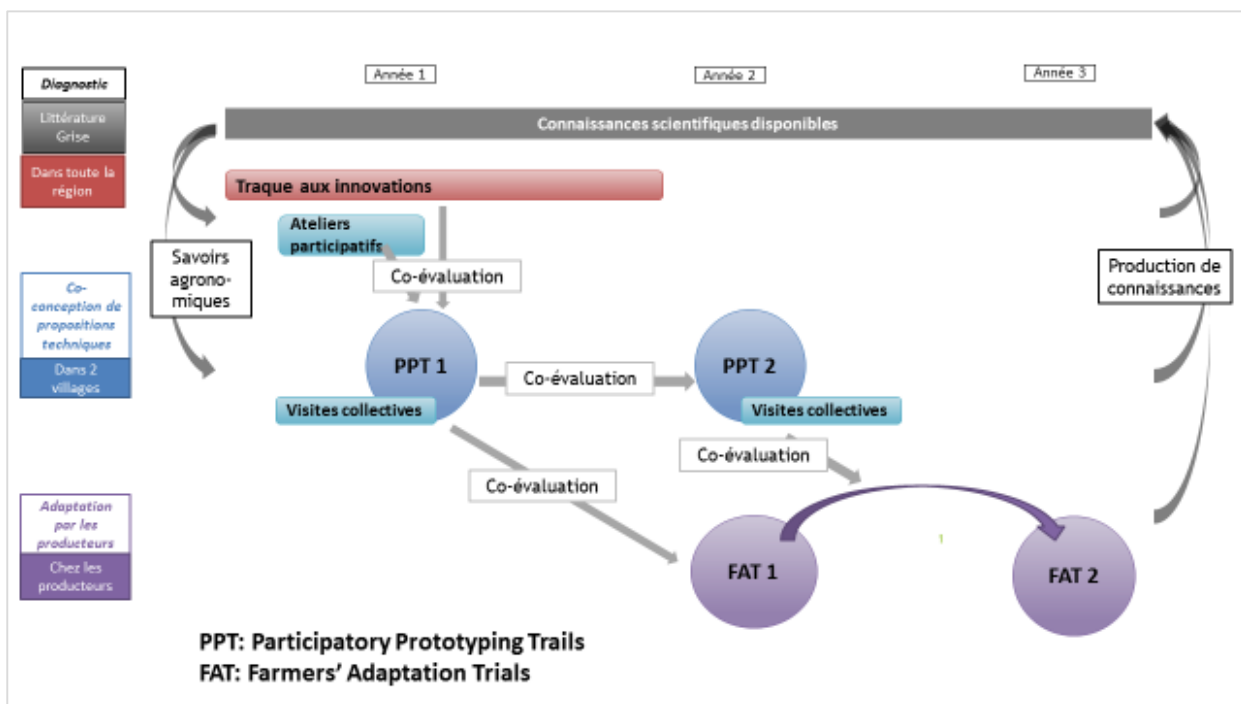 Année 1
Année 2
Année 3
Diagnostic
Littérature
Grise
Connaissances scientifiques disponibles
Dans toute la
région
Traque aux innovations
Ateliers
participatifs
Savoirs
agrono-
miques
Co-évaluation
Production de
connaissances
Co-
conception de
propositions
techniques
Dans 2
villages
PPT 1
Co-évaluation
PPT 2
Visites collectives
Visites collectives
Co-évaluation
Co-évaluation
Adaptation
par les
producteurs
Chez les
producteurs
FAT 1
1
FAT 2
PPT: Participatory Prototyping Trails
FAT: Farmers’ Adaptation Trials